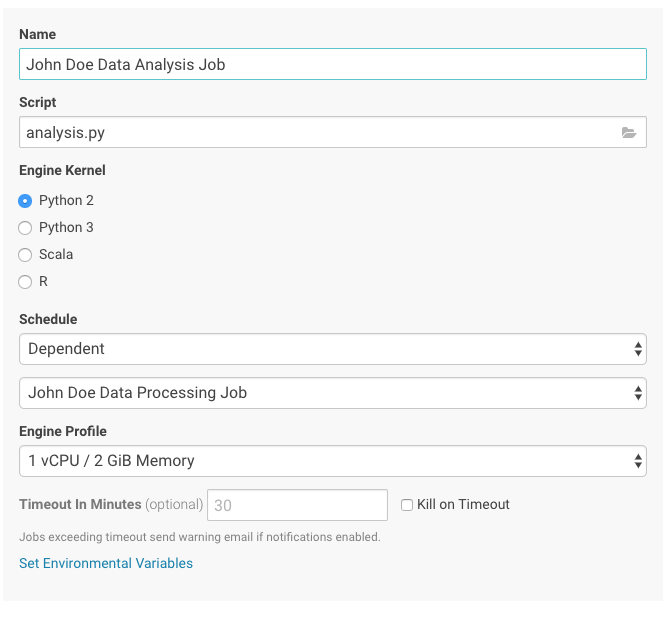 Name
John Doe Data Analysis Job
Script
analysis.py
Engine Kernel
Python 2
Python 3
Scala
R
Schedule
Dependent
John Doe Data Processing Job
Engine Profile
1 vCPU / 2 GiB Memory
Timeout In Minutes (optional) 30 Kill on Timeout
Jobs exceeding timeout send warning email if notifications enabled.
Set Environmental Variables